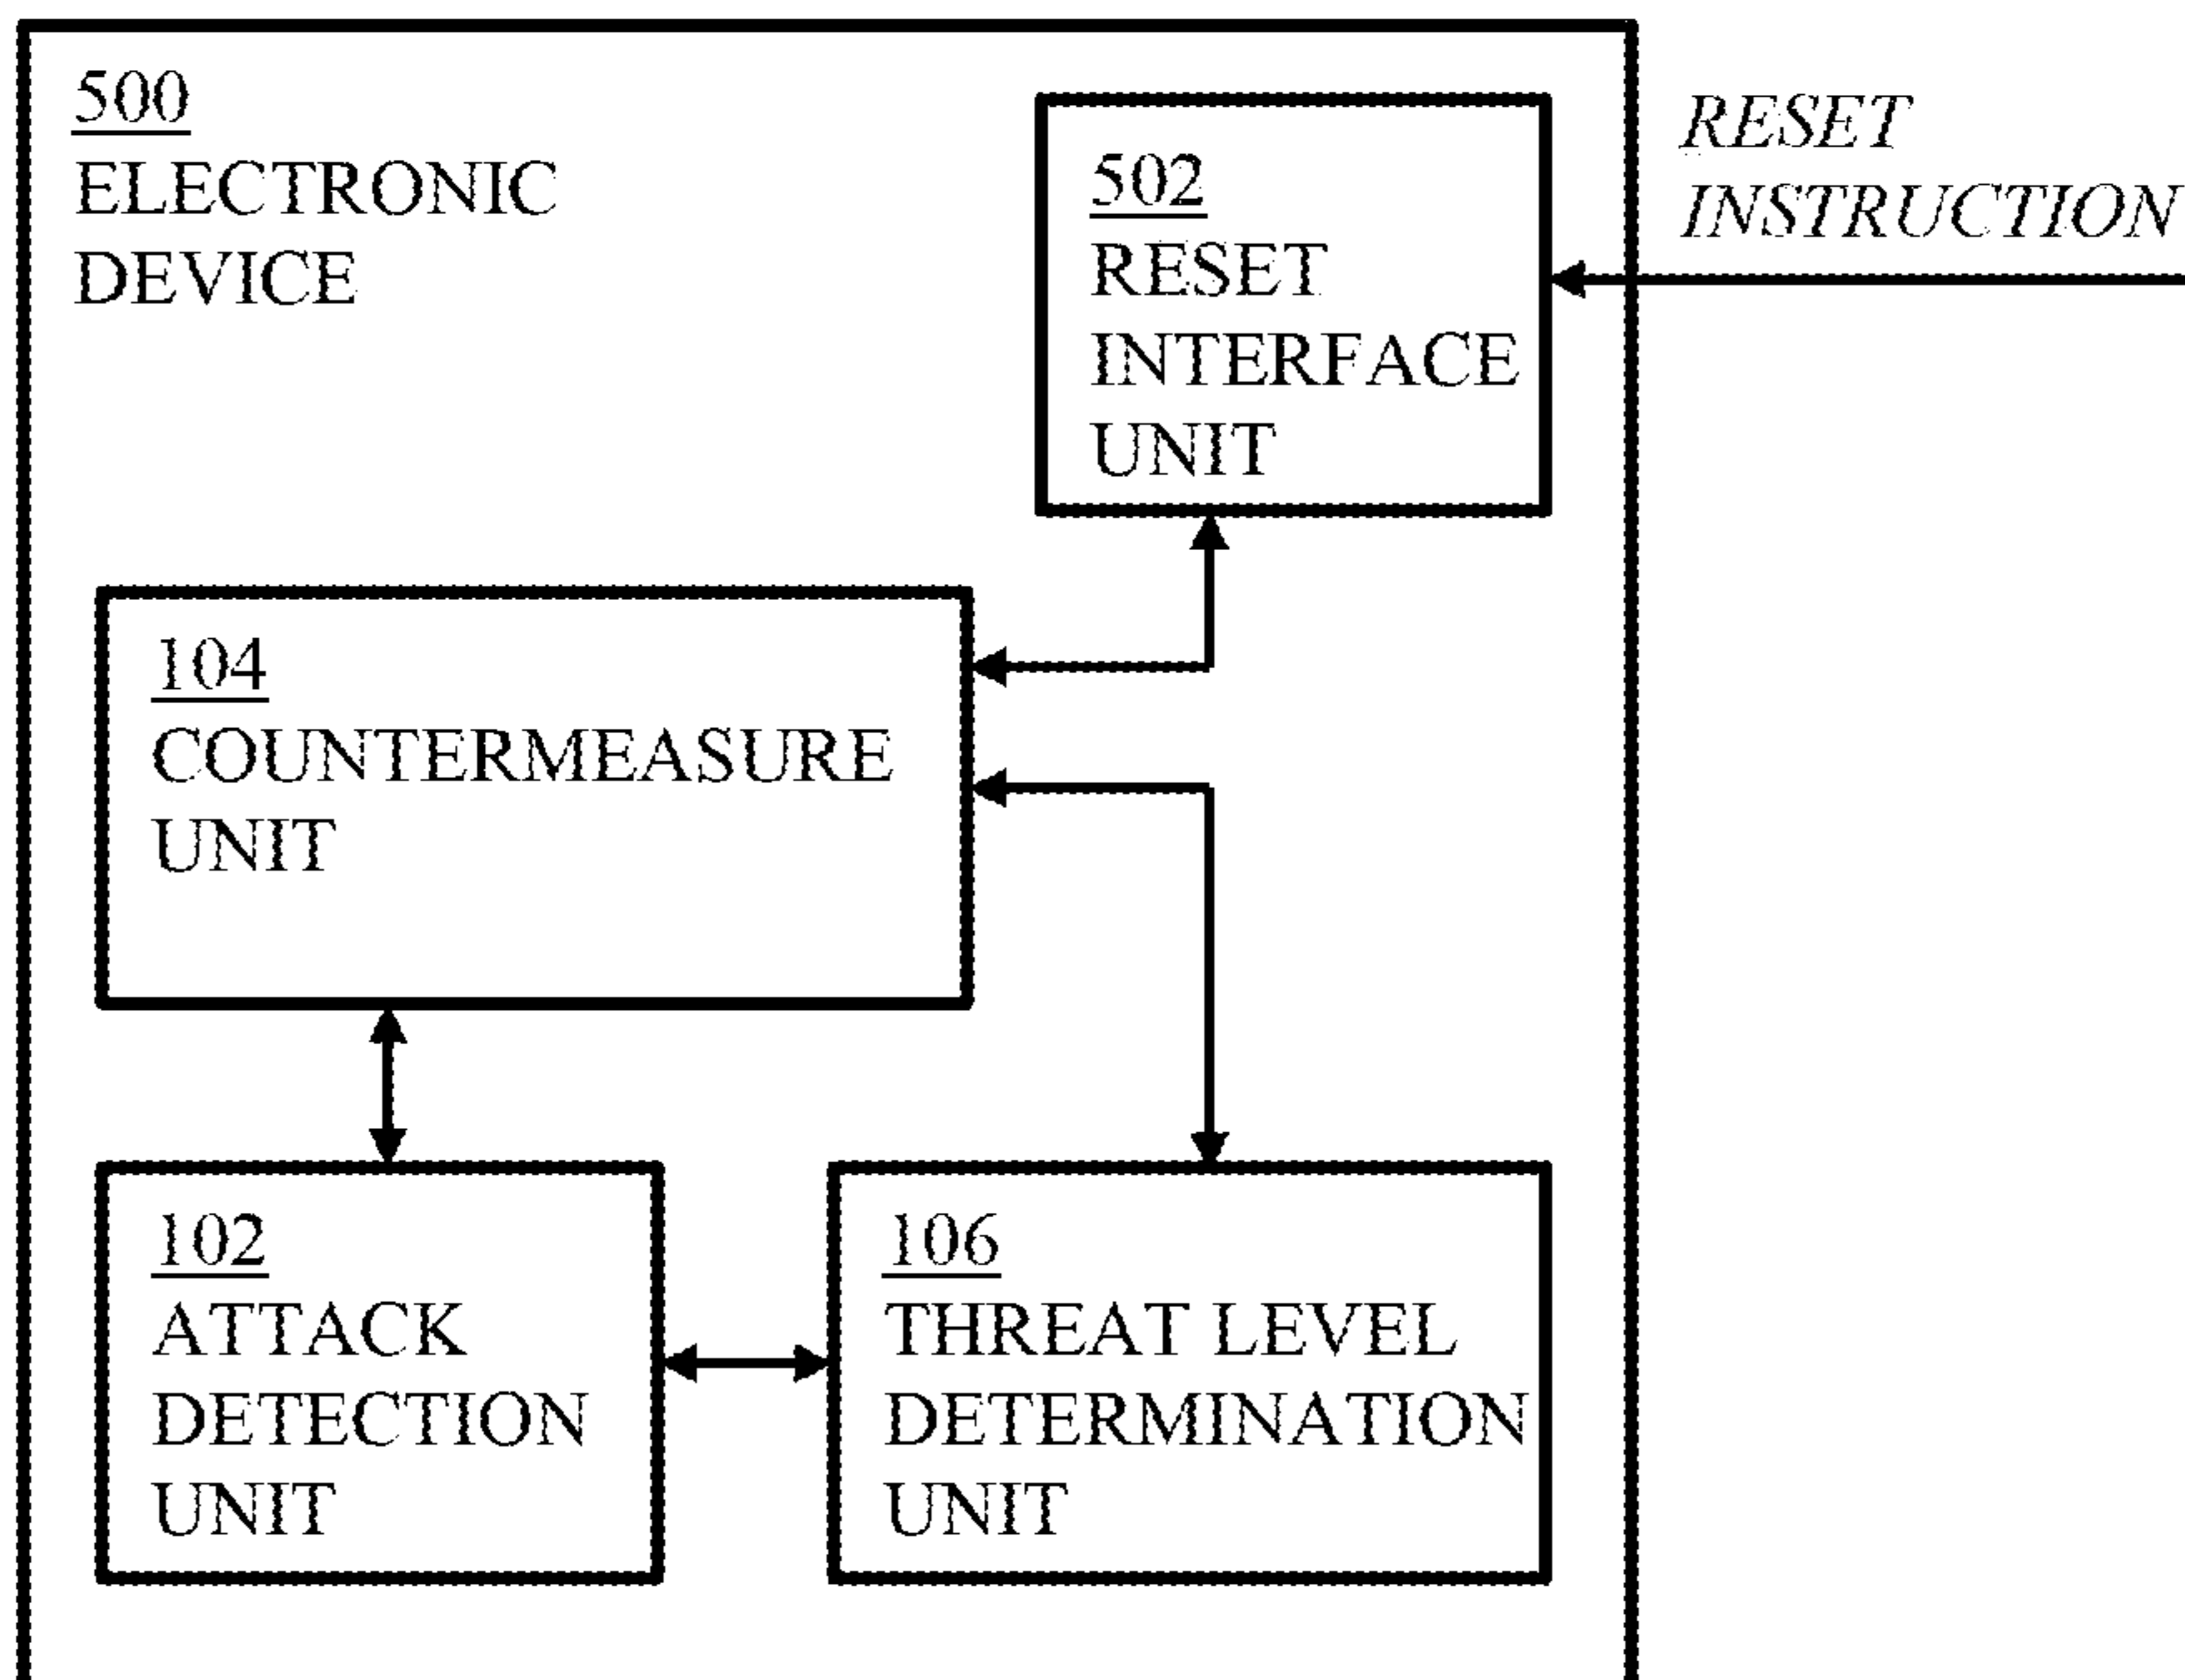 500
ELECTRONIC
DEVICE
502
RESET
INTERFACE
UNIT
RESET
INSTRUCTION
104
COUNTERMEASURE
UNIT
102
ATTACK
DETECTION
UNIT
106
THREAT LEVEL
DETERMINATION
UNIT